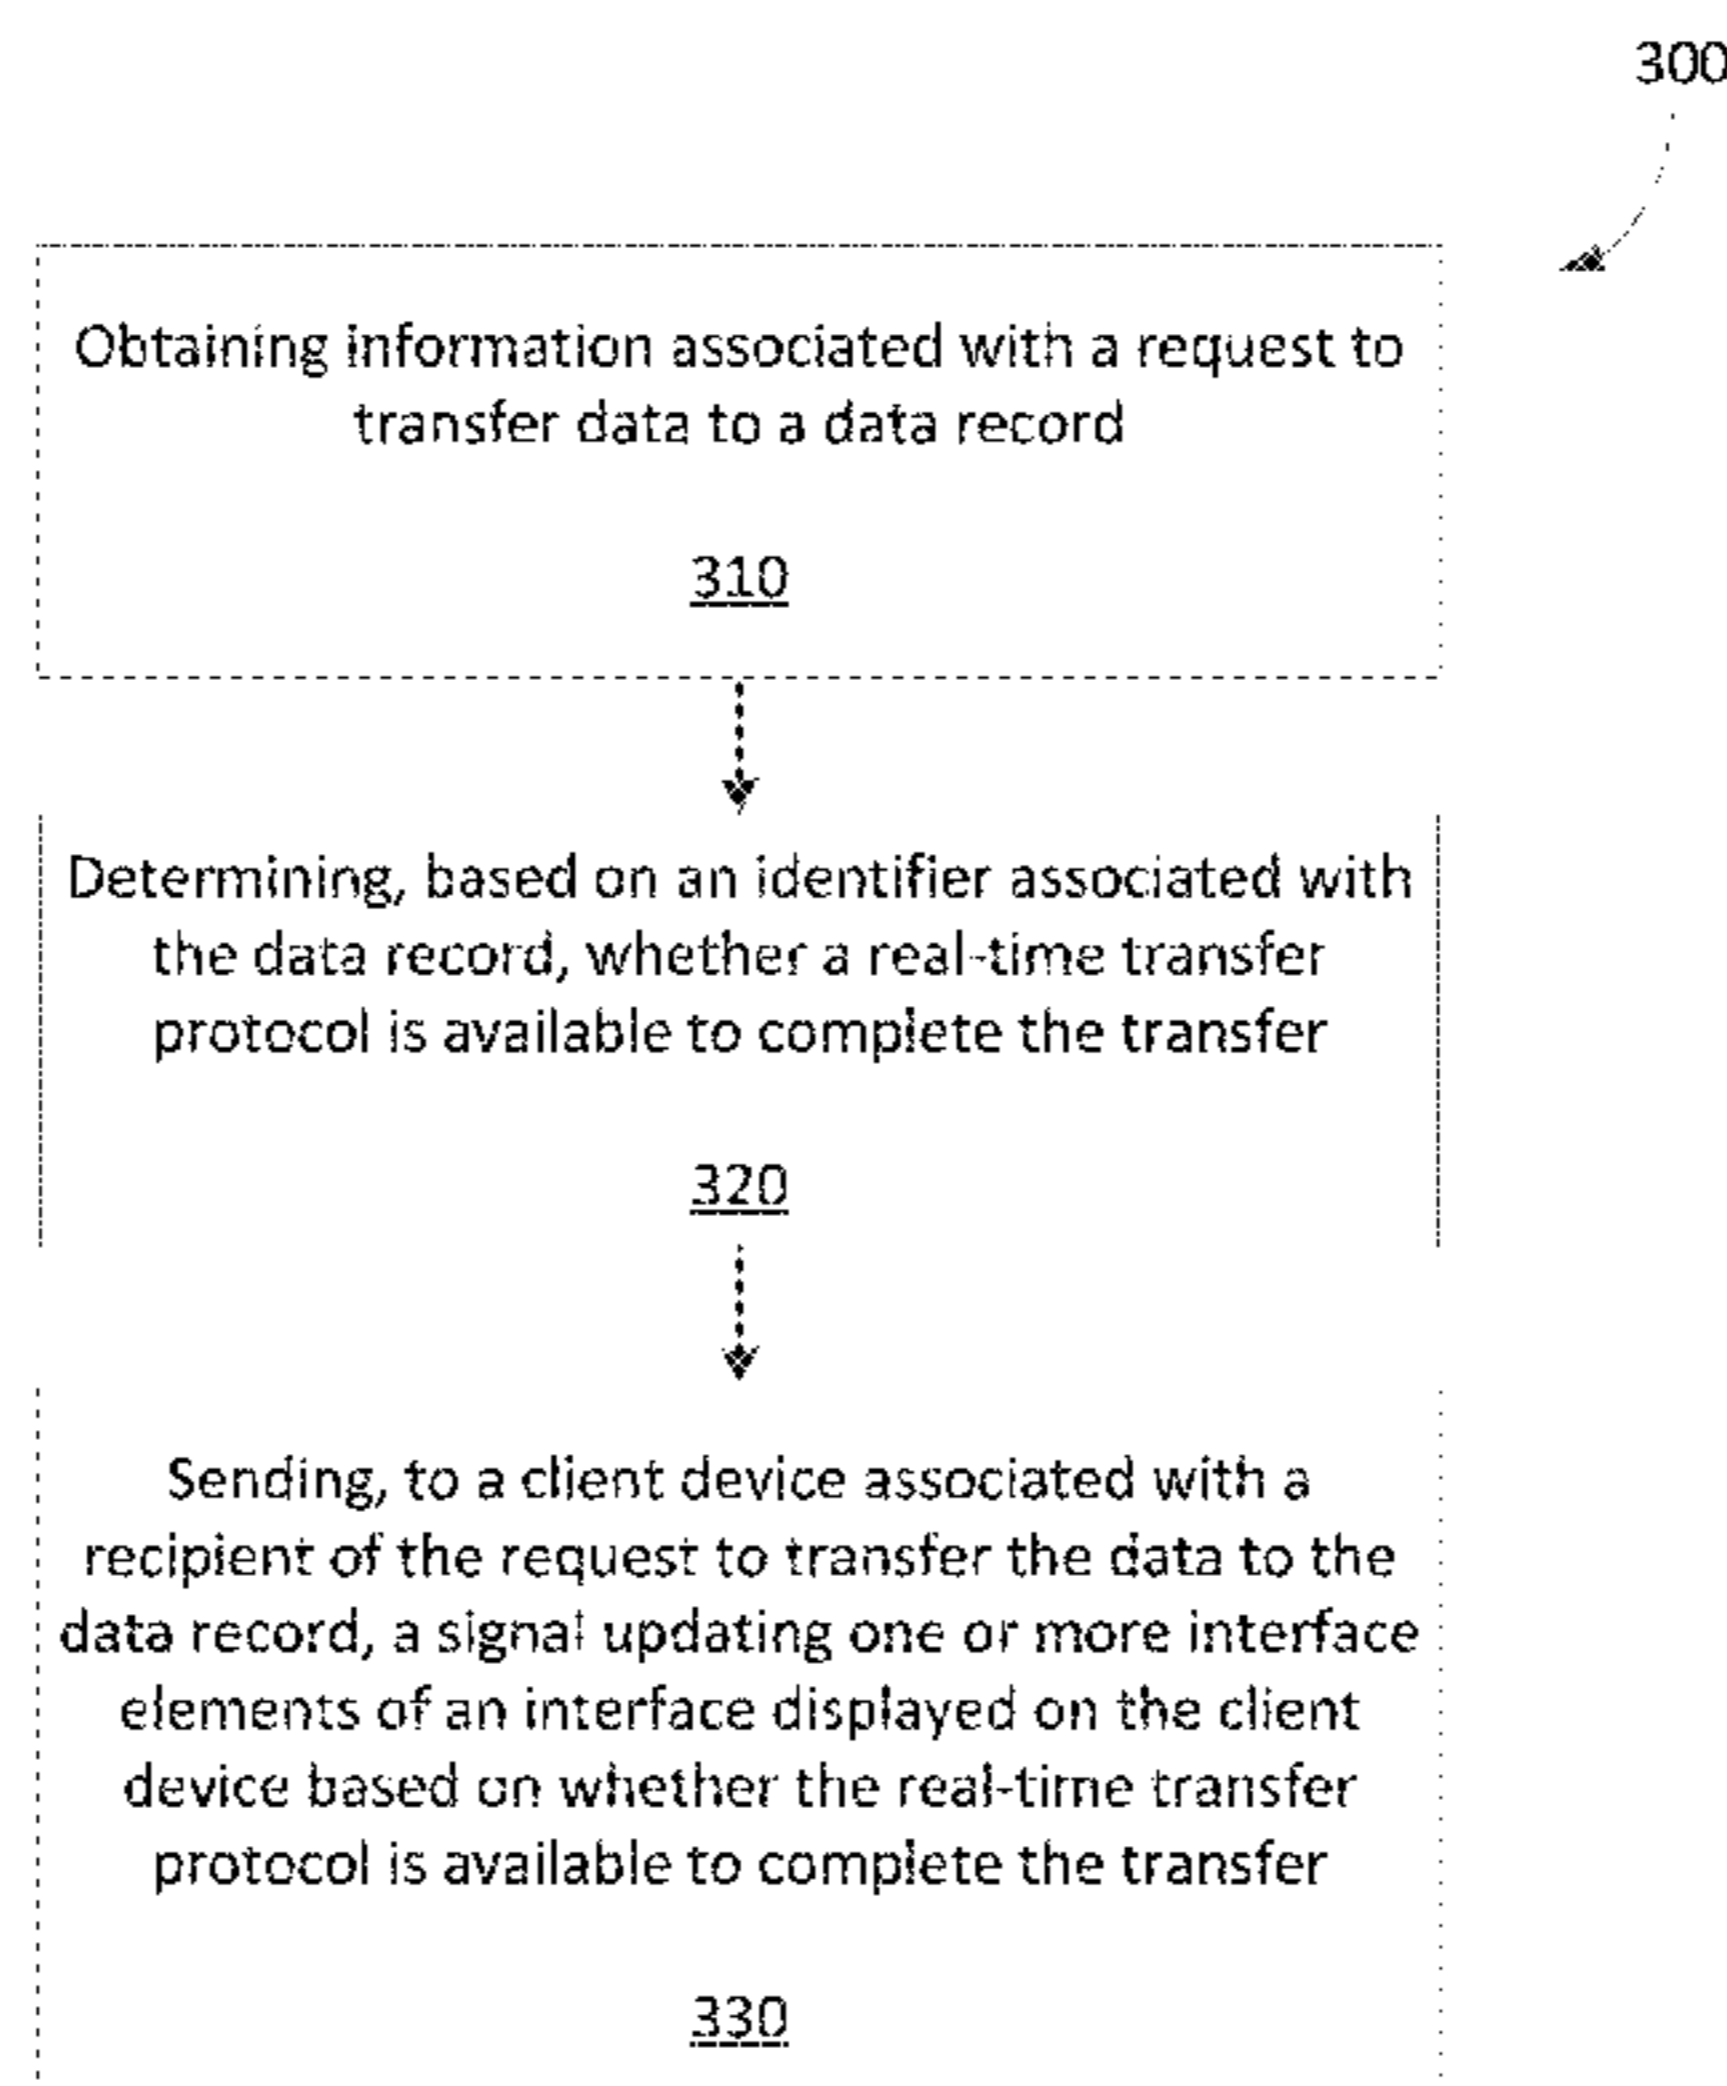 300
Obtaining information associated with a request to
transfer data to a data record
310
Determining, based on an identifier associated with
the data record, whether a real-time transfer
protocol is available to complete the transfer
320
Sending, to a client device associated with a
recipient of the request to transfer the data to the
data record, a signal updating one or more interface
elements of an interface displayed on the client
device based on whether the real-time transfer
protocol is available to complete the transfer
330